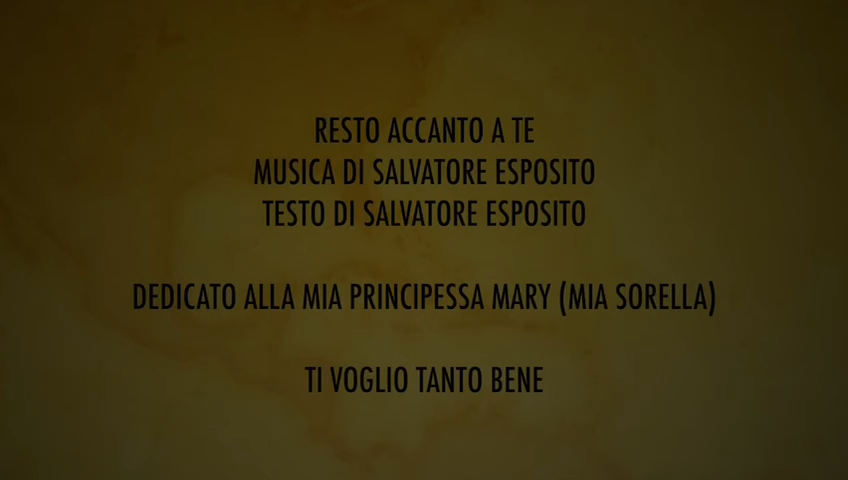 RESTO ACCANTO A TE
MUSICA DI SALVATORE ESPOSITO
TESTO DI SALVATORE ESPOSITO
DEDICATO ALLA MIA PRINCIPESSA MARY (MIA SORELLA)
TI VOGLIO TANTO BENE